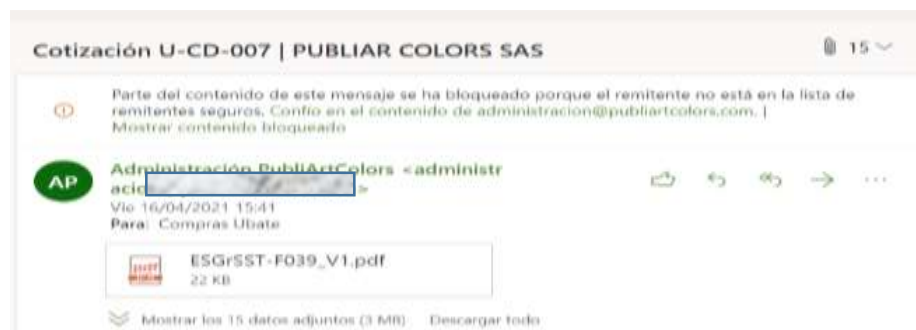 Cotización U-CD-007 | PUBLIAR COLORS SAS
15
Parte del contenido de este mensaje se ha bloqueado porque el remitente no está en la lista de
remitentes seguros. Confío en el contenido de administracion@publiartcolors.com. |
Mostrar contenido bloqueado
AP
Administración PubliArtColors <administr
acio >
Vie 16/04/2021 15:41
Para: Compras Ubate
ESGrSST-F039_V1.pdf
22 KB
Mostrar los 15 datos adjuntos (3 MB) Descargar todo